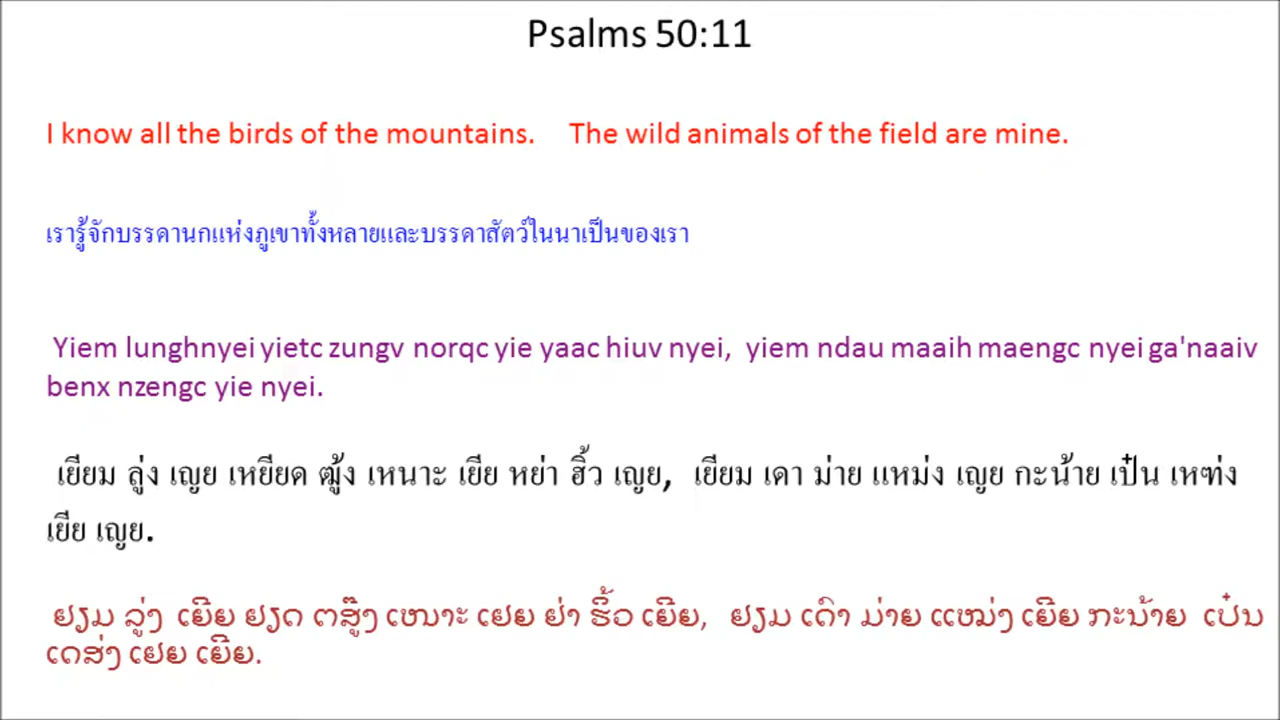 Psalms 50:11
I know all the birds of the mountains. The wild animals of the field are mine.
เรารู้จักบรรดานกแห่งภูเขาทั้งหลายและบรรดาสัตว์ในนาเป็นของเรา
Yiem lunghnyei yietc zungv norqc yie yaac hiuv nyei, yiem ndau maaih maengc nyei ga'naaiv
benx nzengc yie nyei.
เยียม ลู่ง เญย เหยียด ฒู้ง เหนาะ เยีย หย่า ฮิ้ว เญย, เยียม เดา ม่าย แหม่ง เญย กะน้าย เป๋น เหฑ่ง
เยีย เญย.
ຢຽມ ລູ່ງ ເຍີຍ ຢຽດ ຕສູ໊ງ ເໜາະ ເຢຍ ຢ່າ ຮິ້ວ ເຍີຍ, ຢຽມ ເດົາ ມ່າຍ ແໝ່ງ ເຍີຍ ກະນ້າຍ ເປ໋ນ
ເດສ່ງ ເຢຍ ເຍີຍ.